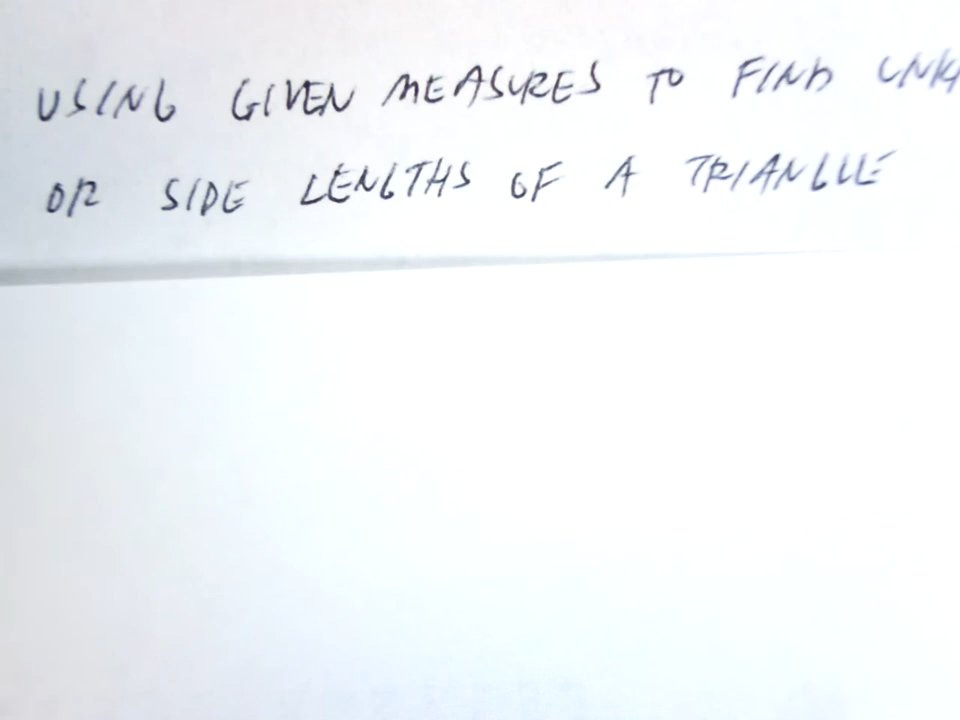 USING GIVEN MEASURES TO FIND
OR SIDE LENGTHS OF A TRIANGLE